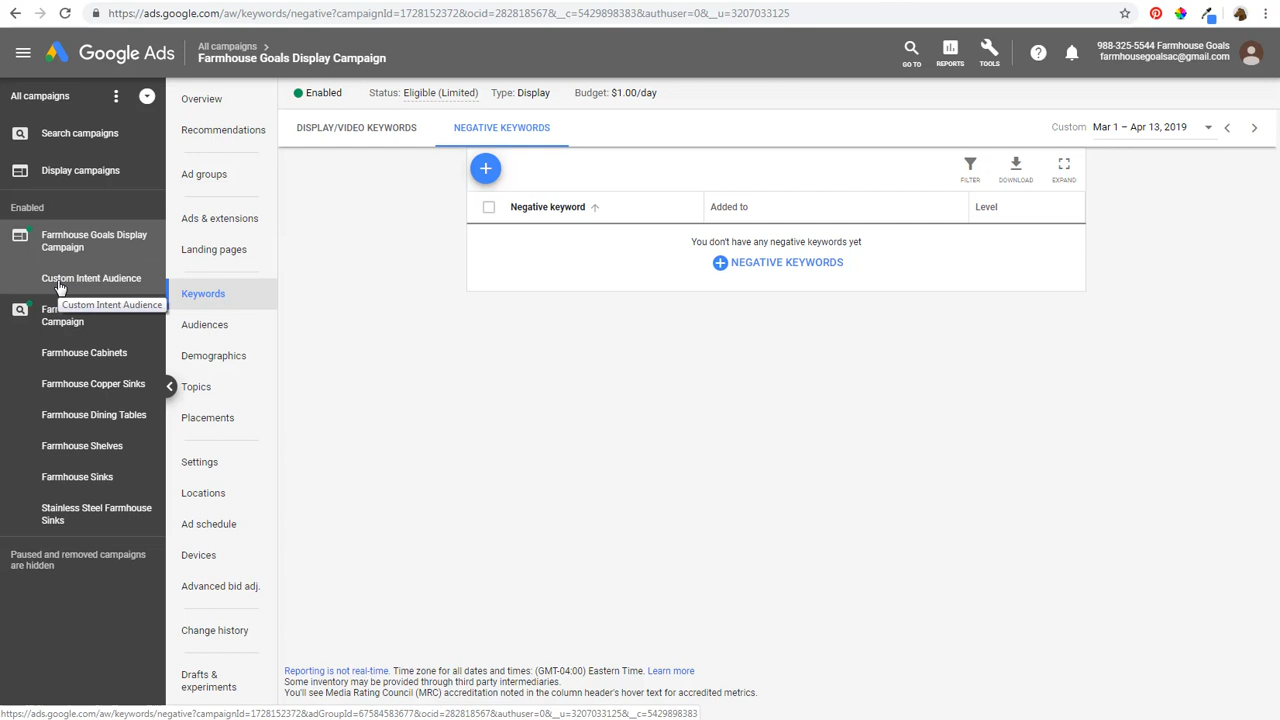 https://ads.google.com/aw/keywords/negative?campaignId=1728152372&ocid=282818567&__c=5429898383&authuser=0&__u=3207033125
Google Ads
All campaigns
Farmhouse Goals Display Campaign
GO TO
REPORTS
TOOLS
988-325-5544 Farmhouse Goals
farmhousegoalsac@gmail.com
All campaigns
Search campaigns
Display campaigns
Enabled
Farmhouse Goals Display
Campaign
Custom Intent Audience
Custom Intent Audience
Campaign
Farmhouse Cabinets
Farmhouse Copper Sinks
Farmhouse Dining Tables
Farmhouse Shelves
Farmhouse Sinks
Stainless Steel Farmhouse
Sinks
Paused and removed campaigns
are hidden
Overview
Recommendations
Ad groups
Ads & extensions
Landing pages
Keywords
Audiences
Demographics
Topics
Placements
Settings
Locations
Ad schedule
Devices
Advanced bid adj.
Change history
Drafts &
experiments
Enabled Status: Eligible (Limited) Type: Display Budget: $1.00/day
DISPLAY/VIDEO KEYWORDS NEGATIVE KEYWORDS
Custom Mar 1 – Apr 13, 2019
FILTER DOWNLOAD EXPAND
Negative keyword Added to Level
You don't have any negative keywords yet
NEGATIVE KEYWORDS
Reporting is not real-time. Time zone for all dates and times: (GMT-04:00) Eastern Time. Learn more
Some inventory may be provided through third party intermediaries.
You'll see Media Rating Council (MRC) accreditation noted in the column header's hover text for accredited metrics.
https://ads.google.com/aw/keywords/negative?campaignId=1728152372&adGroupId=67584583677&ocid=282818567&authuser=0&__u=3207033125&__c=5429898383